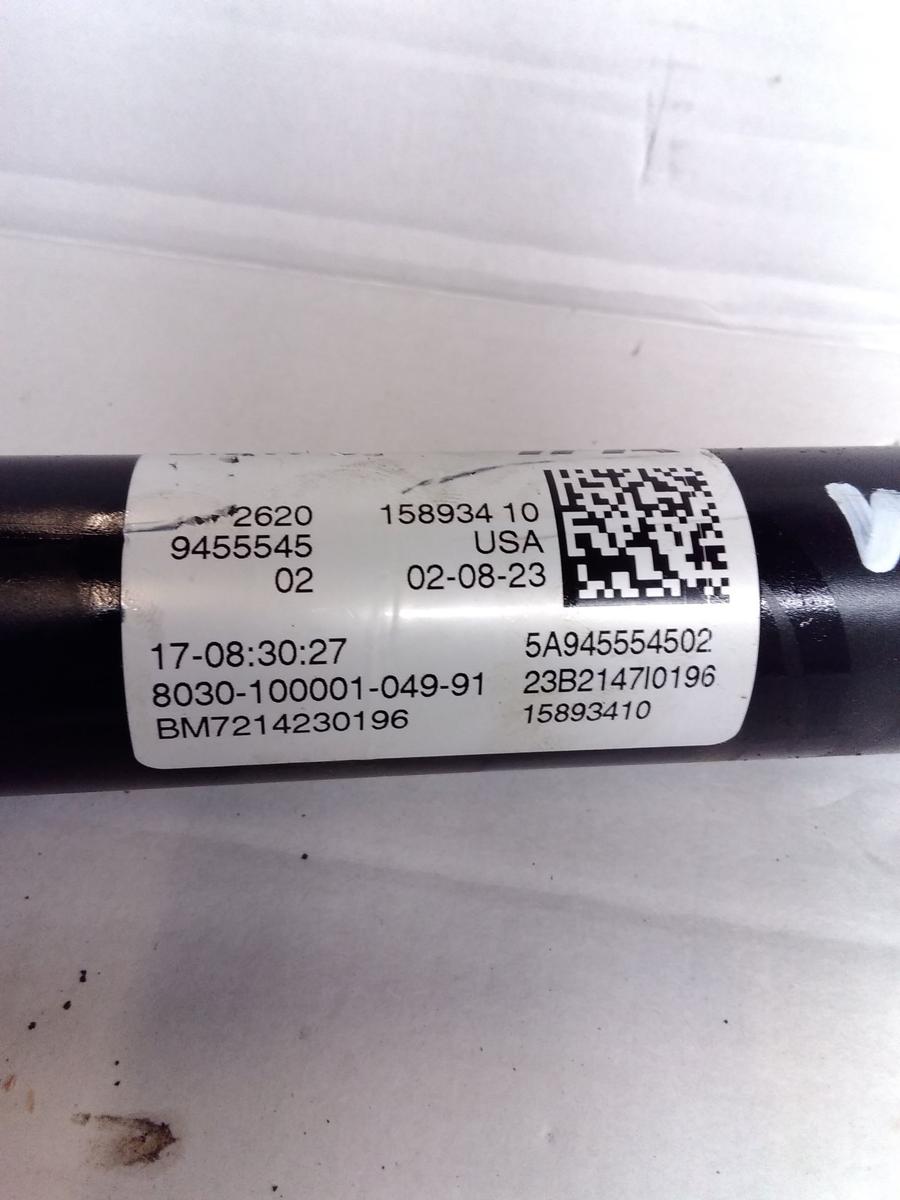 2620 158934 10
9455545 USA
02 02-08-23
17-08:30:27 5A945554502
8030-100001-049-91 23B2147I0196
BM7214230196 15893410